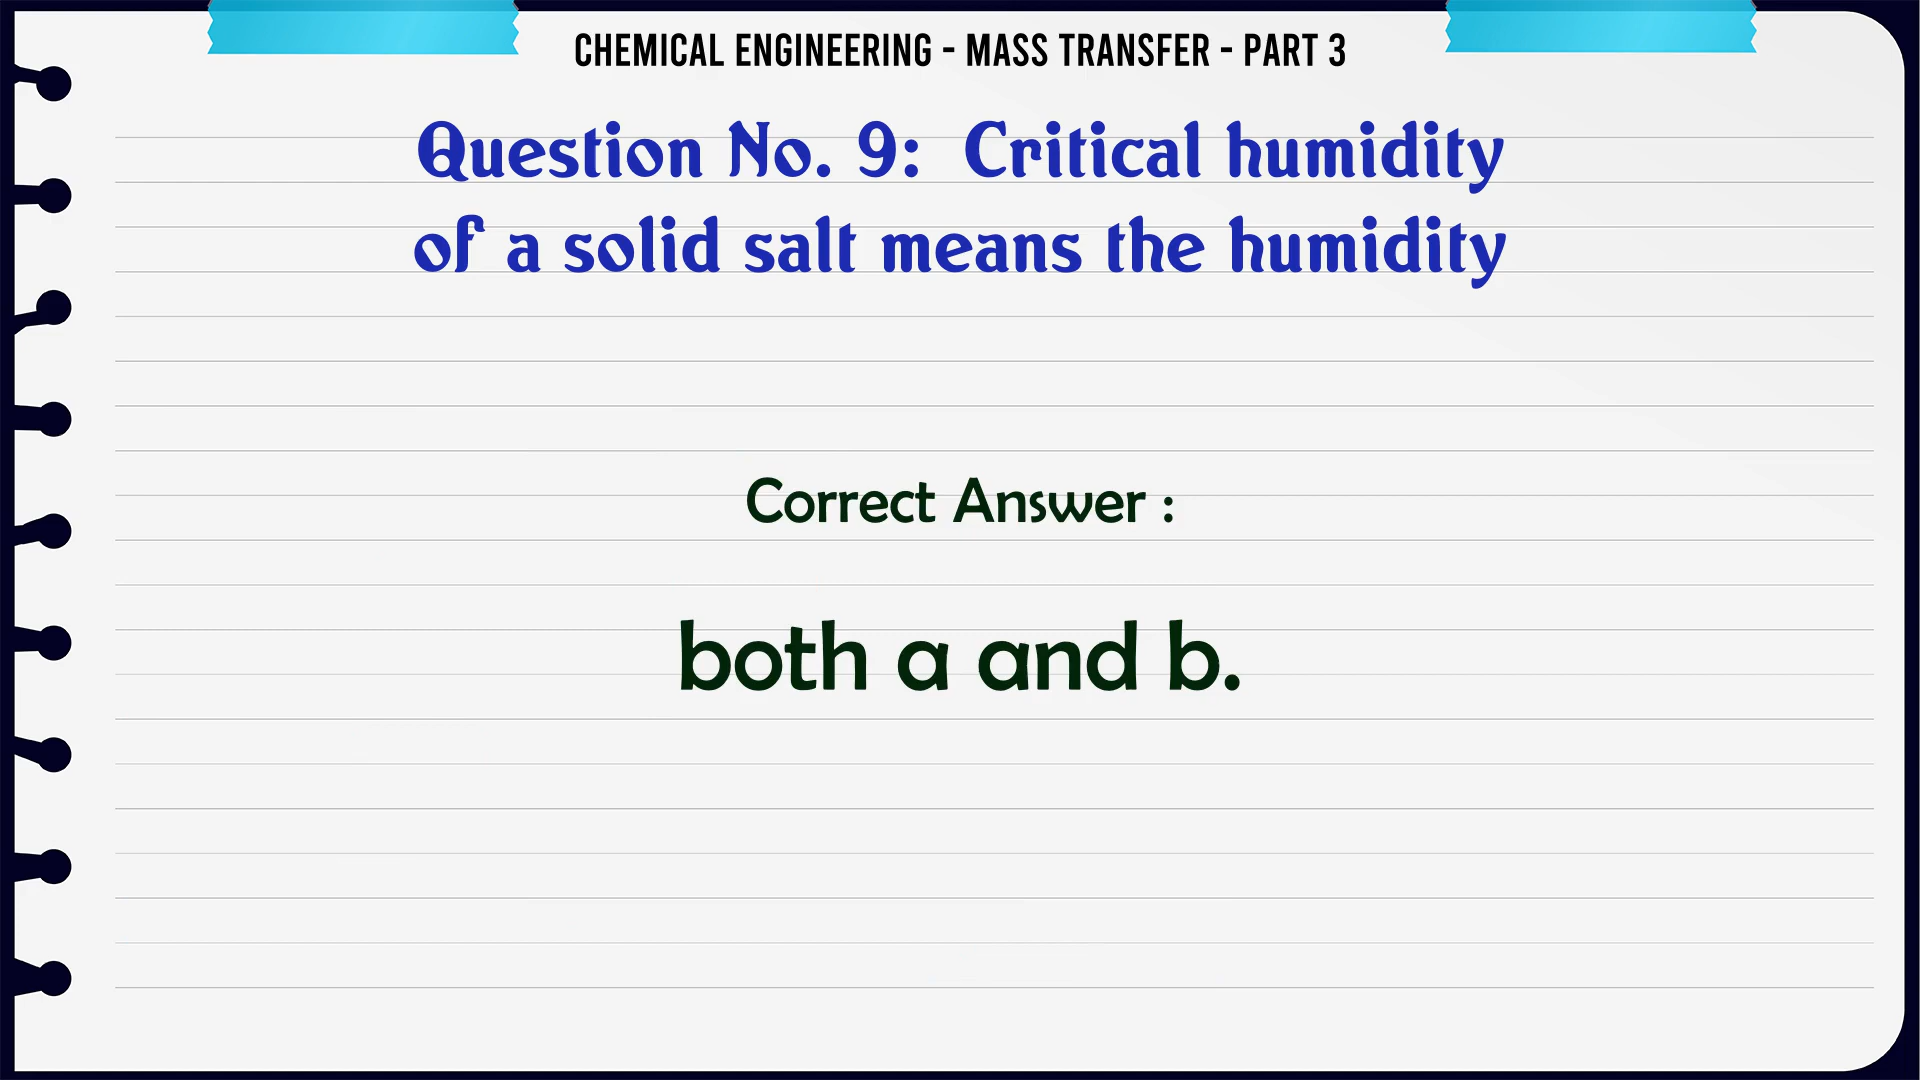 CHEMICAL ENGINEERING - MASS TRANSFER - PART 3
Question No. 9: Critical humidity
of a solid salt means the humidity
Correct Answer :
both a and b.